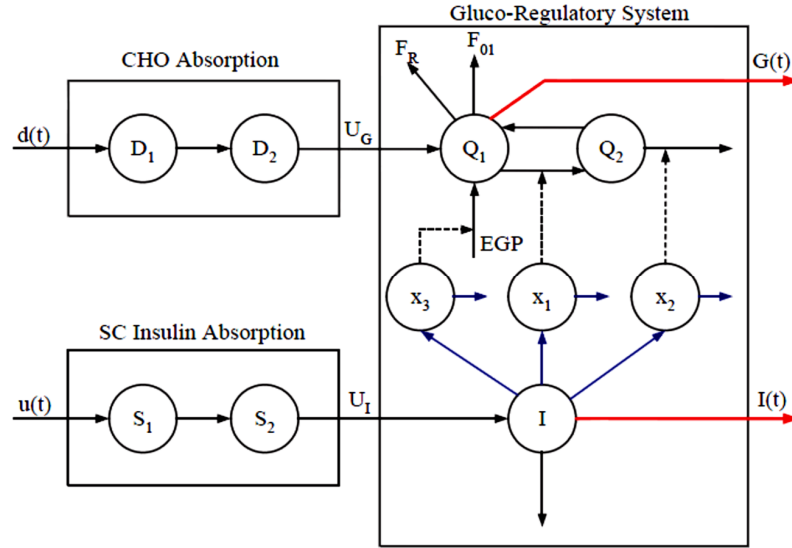 Gluco-Regulatory System
CHO Absorption
F_R
F_01
G(t)
d(t)
D_1
D_2
U_G
Q_1
Q_2
EGP
x_3
x_1
x_2
SC Insulin Absorption
u(t)
S_1
S_2
U_I
I
I(t)